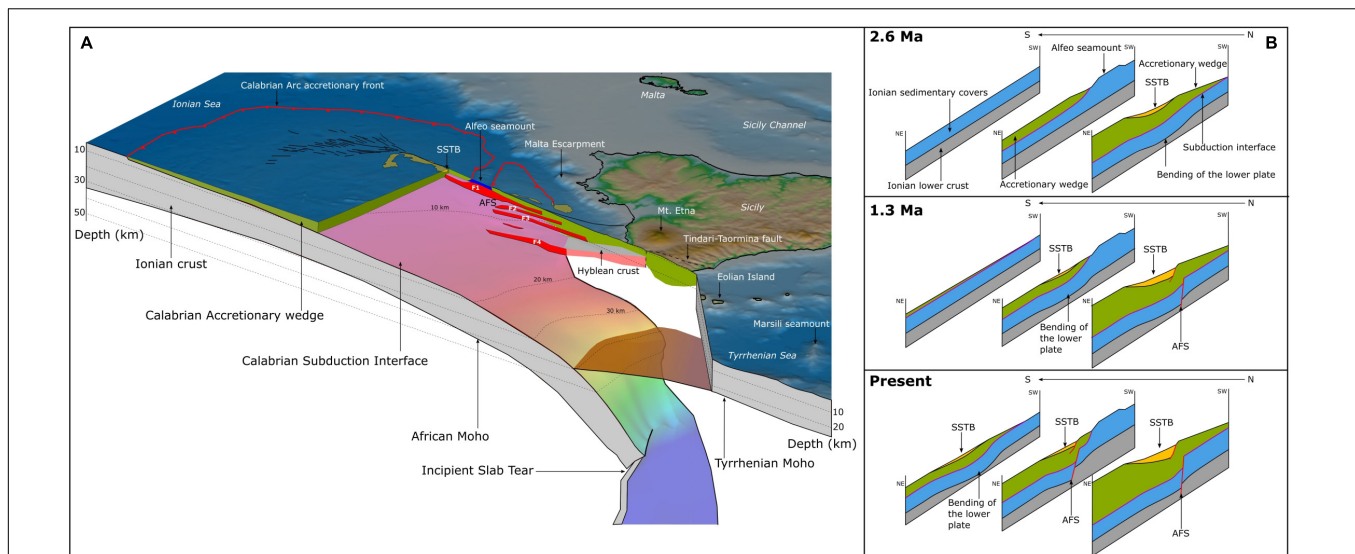 A
Calabrian Arc accretionary front
Ionian Sea
Malta
Alfeo seamount
Sicily Channel
SSTB
Malta Escarpment
10
30
50
Depth (km)
F1
AFS
F2
F3
F4
10 km
Mt. Etna
Sicily
Tindari-Taormina fault
Hyblean crust
Eolian Island
Ionian crust
20 km
30 km
Marsili seamount
Calabrian Accretionary wedge
Tyrrhenian Sea
Calabrian Subduction Interface
10
20
Depth (km)
African Moho
Tyrrhenian Moho
Incipient Slab Tear
2.6 Ma
S
N
B
SW
Alfeo seamount
SW
SW
Accretionary wedge
Ionian sedimentary covers
SSTB
NE
NE
NE
Subduction interface
Bending of the lower plate
Ionian lower crust
Accretionary wedge
1.3 Ma
S
N
SW
SW
SW
SSTB
SSTB
NE
NE
NE
Bending of
the lower
plate
AFS
Present
S
N
SW
SW
SW
SSTB
SSTB
SSTB
NE
NE
NE
Bending of
the lower
plate
AFS
AFS